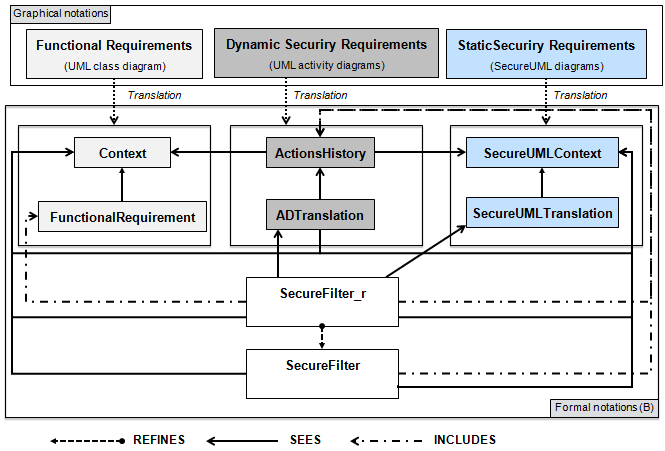 Graphical notations
Functional Requirements
(UML class diagram)
Dynamic Securiry Requirements
(UML activity diagrams)
StaticSecuriry Requirements
(SecureUML diagrams)
Translation
Translation
Translation
Context
ActionsHistory
SecureUMLContext
FunctionalRequirement
ADTranslation
SecureUMLTranslation
SecureFilter_r
SecureFilter
Formal notations (B)
REFINES
SEES
INCLUDES